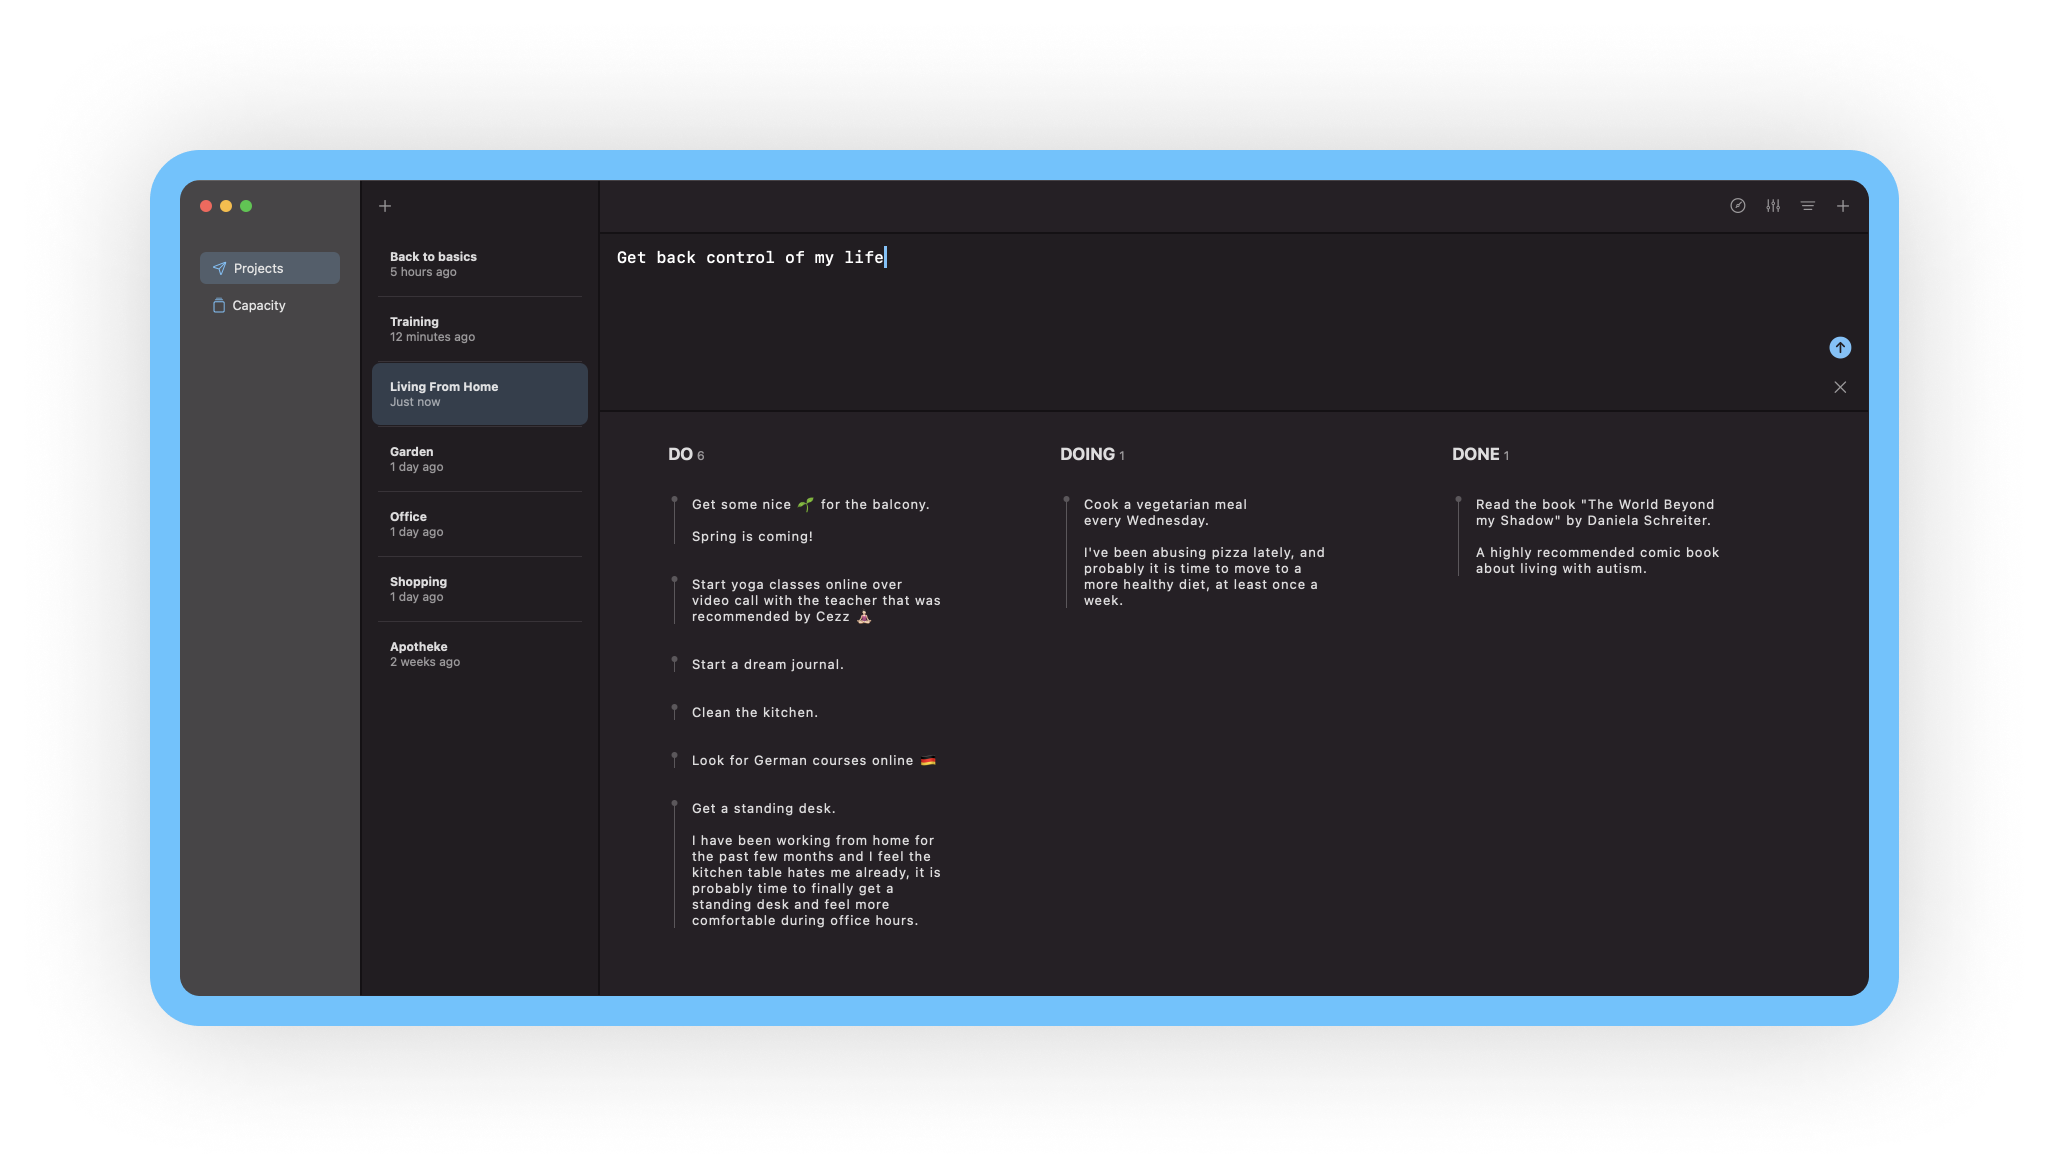 Projects
Capacity
Back to basics
5 hours ago
Training
12 minutes ago
Living From Home
Just now
Garden
1 day ago
Office
1 day ago
Shopping
1 day ago
Apotheke
2 weeks ago
Get back control of my life
DO 6
Get some nice 🌱 for the balcony.
Spring is coming!
Start yoga classes online over
video call with the teacher that was
recommended by Cezz 🧘
Start a dream journal.
Clean the kitchen.
Look for German courses online 🇩🇪
Get a standing desk.
I have been working from home for
the past few months and I feel the
kitchen table hates me already, it is
probably time to finally get a
standing desk and feel more
comfortable during office hours.
DOING 1
Cook a vegetarian meal
every Wednesday.
I've been abusing pizza lately, and
probably it is time to move to a
more healthy diet, at least once a
week.
DONE 1
Read the book "The World Beyond
my Shadow" by Daniela Schreiter.
A highly recommended comic book
about living with autism.